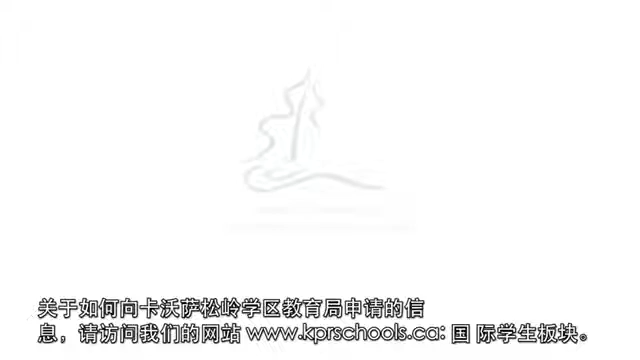 关于如何向卡沃萨松岭学区教育局申请的信
息，请访问我们的网站 www.kprschools.ca: 国 际学生板块。